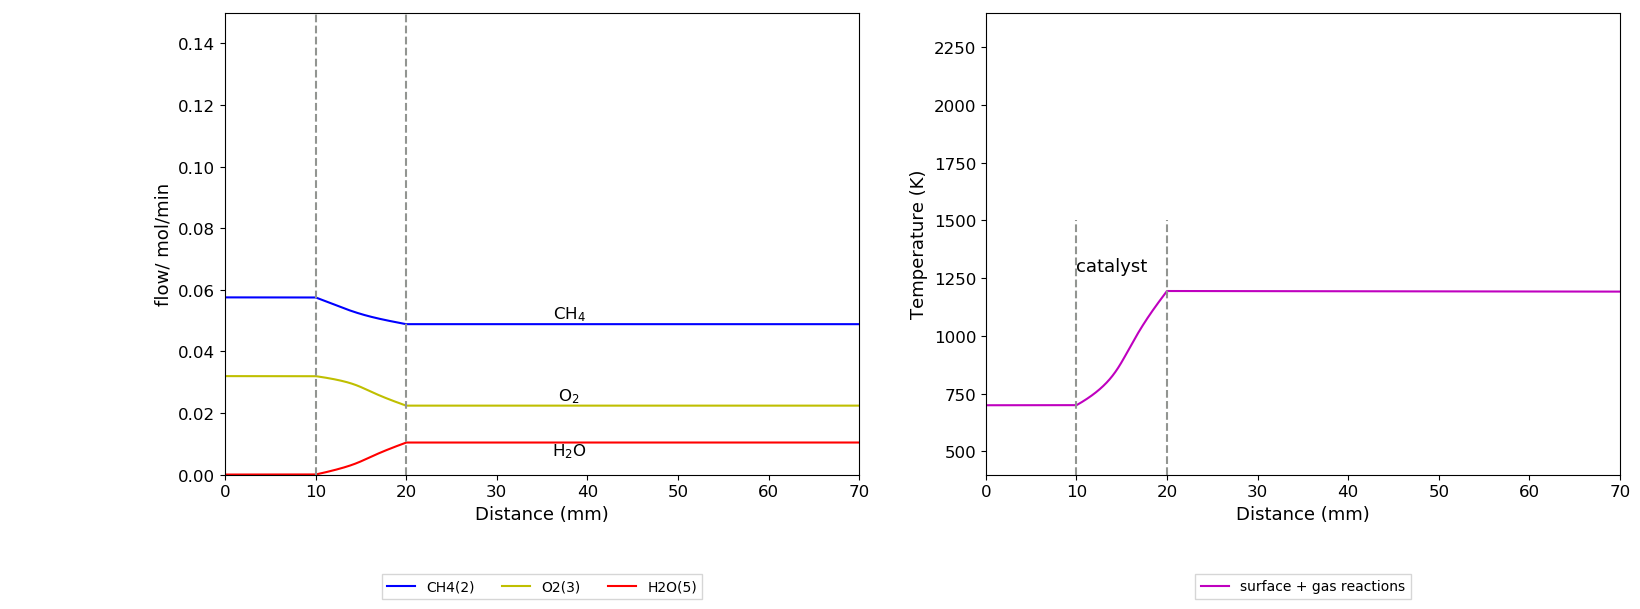 0.14
0.12
0.10
0.08
0.06
0.04
0.02
0.00
flow/ mol/min
CH₄
O₂
H₂O
0 10 20 30 40 50 60 70
Distance (mm)
CH4(2) O2(3) H2O(5)
2250
2000
1750
1500
1250
1000
750
500
Temperature (K)
catalyst
0 10 20 30 40 50 60 70
Distance (mm)
surface + gas reactions